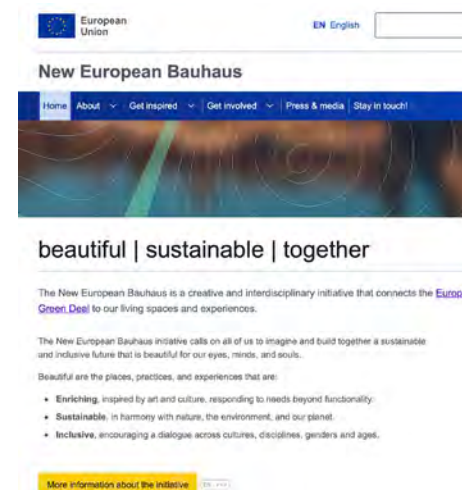 European
Union
EN English
New European Bauhaus
Home About Get inspired Get involved Press & media Stay in touch!
beautiful | sustainable | together
The New European Bauhaus is a creative and interdisciplinary initiative that connects the Europ
Green Deal to our living spaces and experiences.
The New European Bauhaus initiative calls on all of us to imagine and build together a sustainable
and inclusive future that is beautiful for our eyes, minds, and souls.
Beautiful are the places, practices, and experiences that are:
• Enriching, inspired by art and culture, responding to needs beyond functionality.
• Sustainable, in harmony with nature, the environment, and our planet.
• Inclusive, encouraging a dialogue across cultures, disciplines, genders and ages.
More information about the initiative